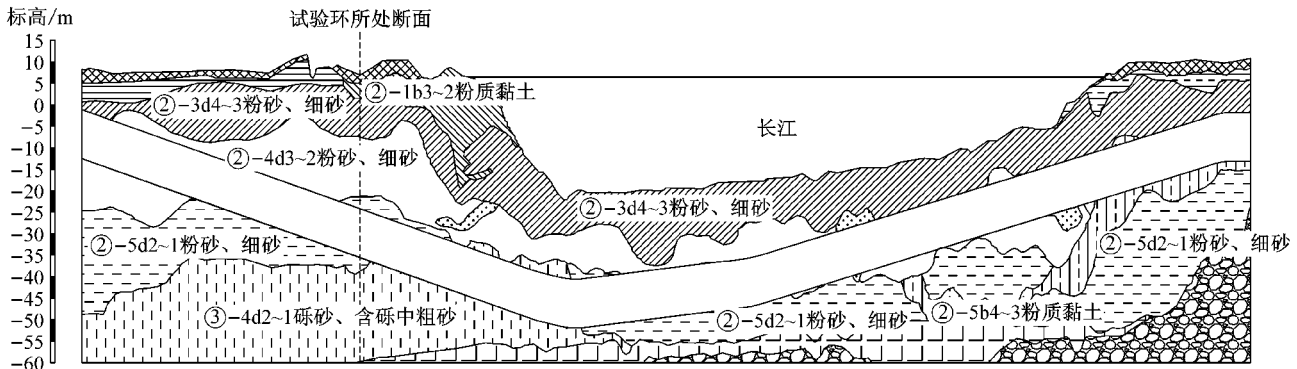 标高/m
试验环所处断面
15
10
5
0
-5
-10
-15
-20
-25
-30
-35
-40
-45
-50
-55
-60
②-1b3~2粉质黏土
②-3d4~3粉砂、细砂
长江
②-4d3~2粉砂、细砂
②-3d4~3粉砂、细砂
②-5d2~1粉砂、细砂
②-5d2~1粉砂、细砂
③-4d2~1砾砂、含砾中粗砂
②-5d2~1粉砂、细砂
②-5b4~3粉质黏土